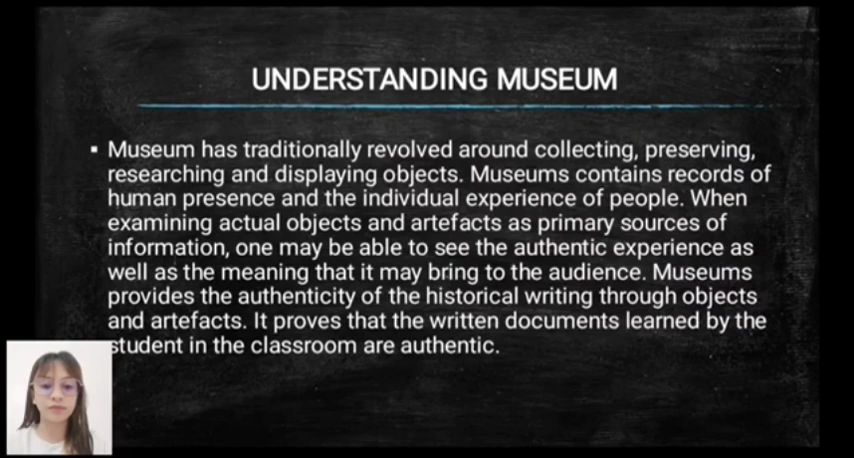 UNDERSTANDING MUSEUM
Museum has traditionally revolved around collecting, preserving,
researching and displaying objects. Museums contains records of
human presence and the individual experience of people. When
examining actual objects and artefacts as primary sources of
information, one may be able to see the authentic experience as
well as the meaning that it may bring to the audience. Museums
provides the authenticity of the historical writing through objects
and artefacts. It proves that the written documents learned by the
student in the classroom are authentic.